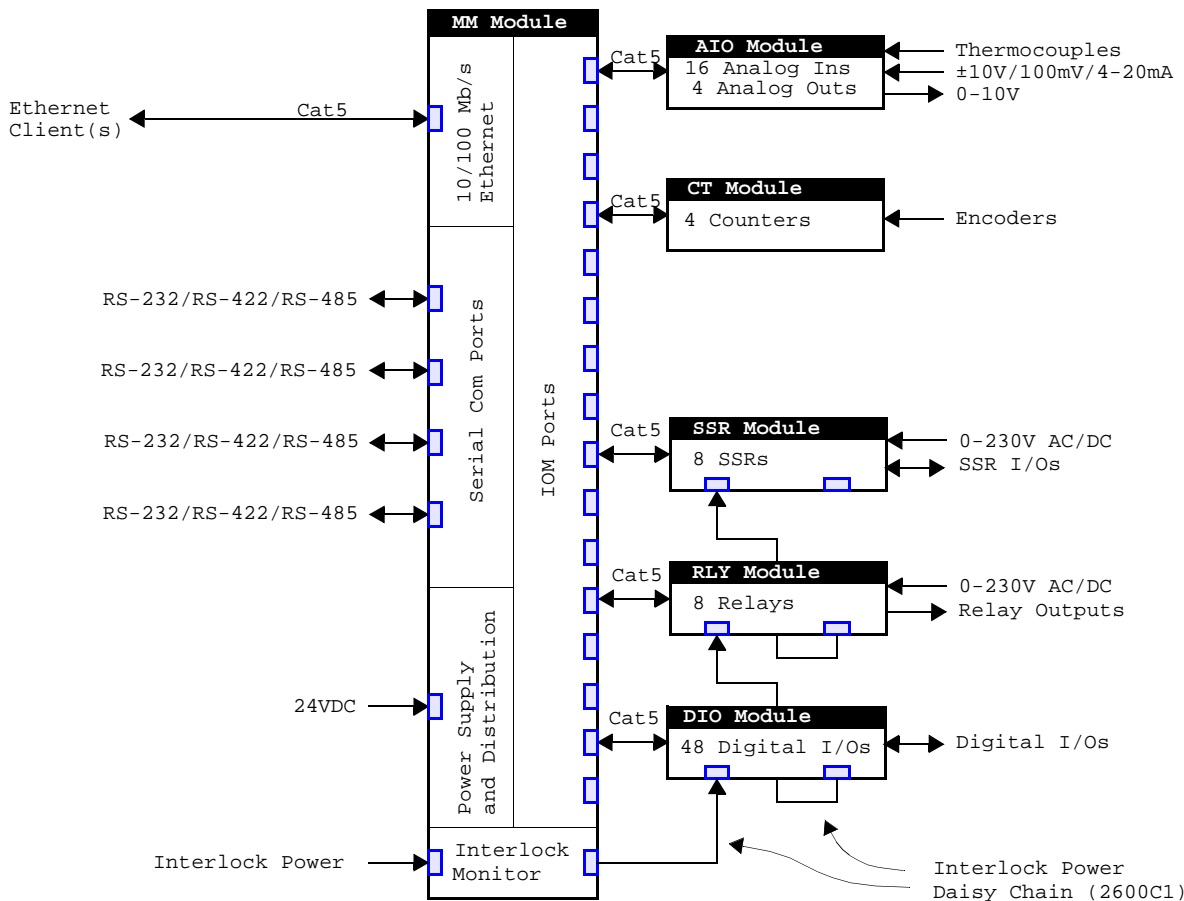 MM Module
Ethernet
Client(s)
Cat5
10/100 Mb/s
Ethernet
RS-232/RS-422/RS-485
RS-232/RS-422/RS-485
RS-232/RS-422/RS-485
RS-232/RS-422/RS-485
Serial Com Ports
IOM Ports
24VDC
Power Supply
and Distribution
Interlock Power
Interlock
Monitor
Cat5
AIO Module
16 Analog Ins
4 Analog Outs
Thermocouples
±10V/100mV/4-20mA
0-10V
Cat5
CT Module
4 Counters
Encoders
Cat5
SSR Module
8 SSRs
0-230V AC/DC
SSR I/Os
Cat5
RLY Module
8 Relays
0-230V AC/DC
Relay Outputs
Cat5
DIO Module
48 Digital I/Os
Digital I/Os
Interlock Power
Daisy Chain (2600C1)